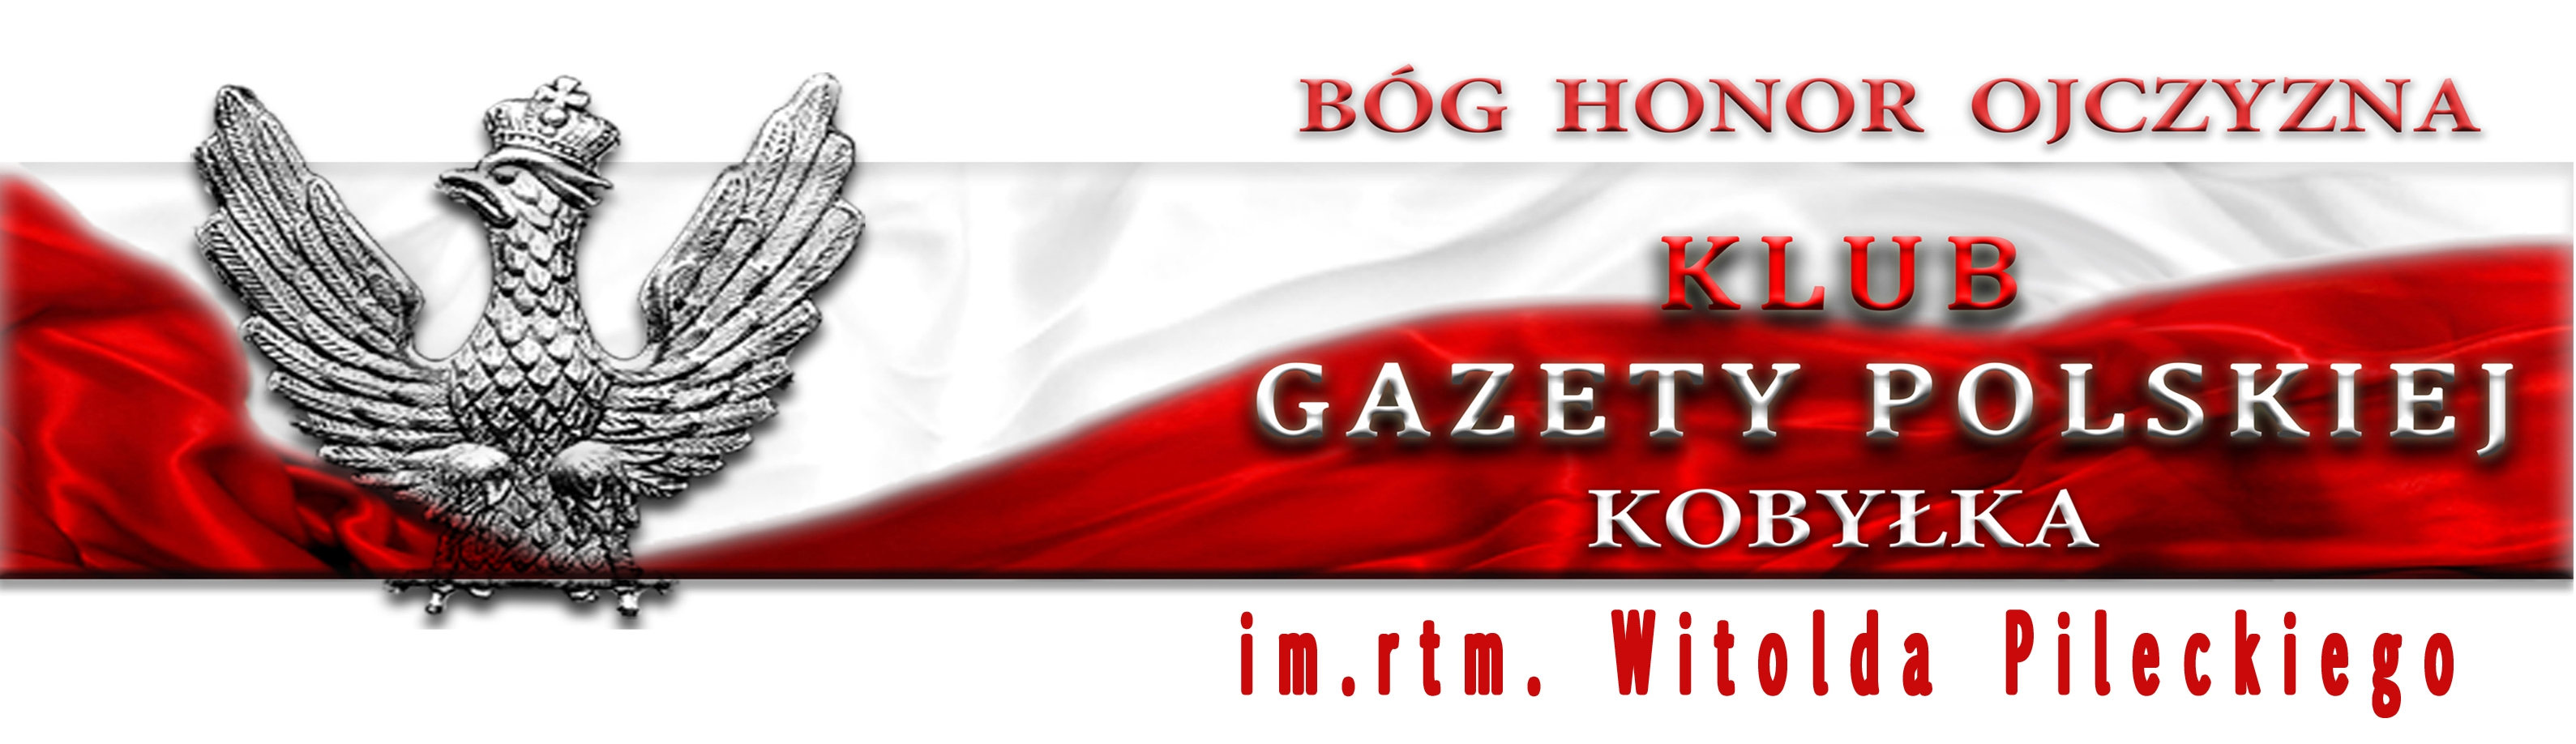 BÓG HONOR OJCZYZNA
KLUB
GAZETY POLSKIEJ
KOBYŁKA
im.rtm. Witolda Pileckiego